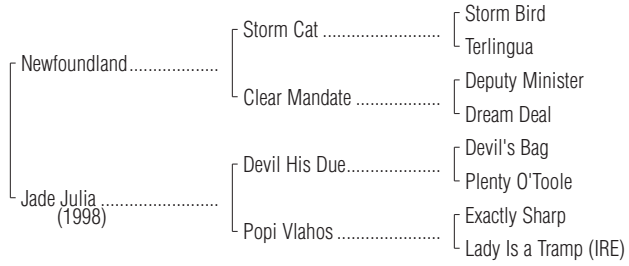 Storm Bird
Storm Cat ......................
Terlingua
Newfoundland..................
Deputy Minister
Clear Mandate ................
Dream Deal
Devil's Bag
Devil His Due..................
Plenty O'Toole
Jade Julia .......................
(1998)
Exactly Sharp
Popi Vlahos ....................
Lady Is a Tramp (IRE)